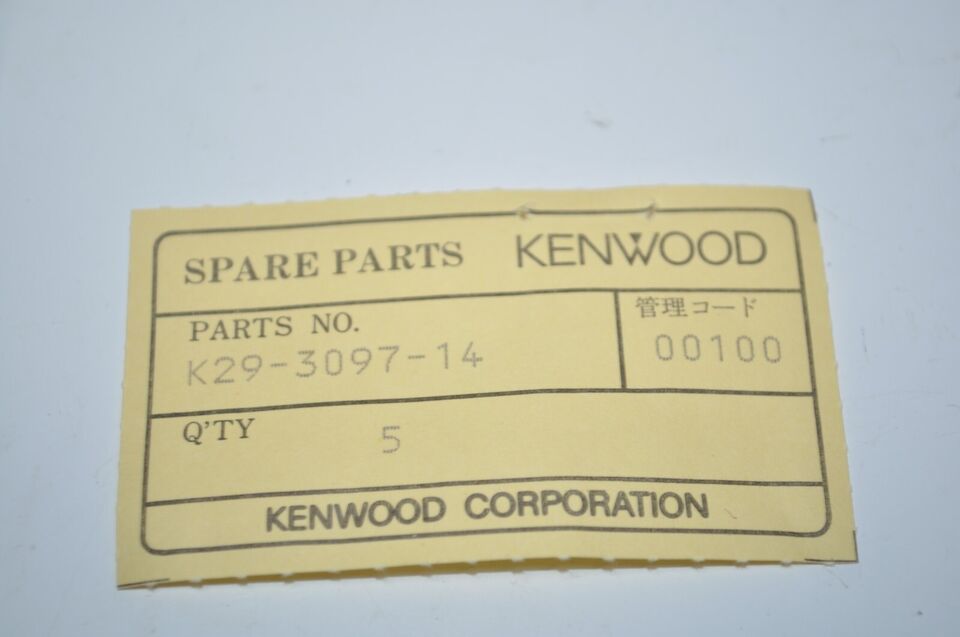 SPARE PARTS KENWOOD
PARTS NO. 管理コード
K29-3097-14 00100
Q'TY 5
KENWOOD CORPORATION